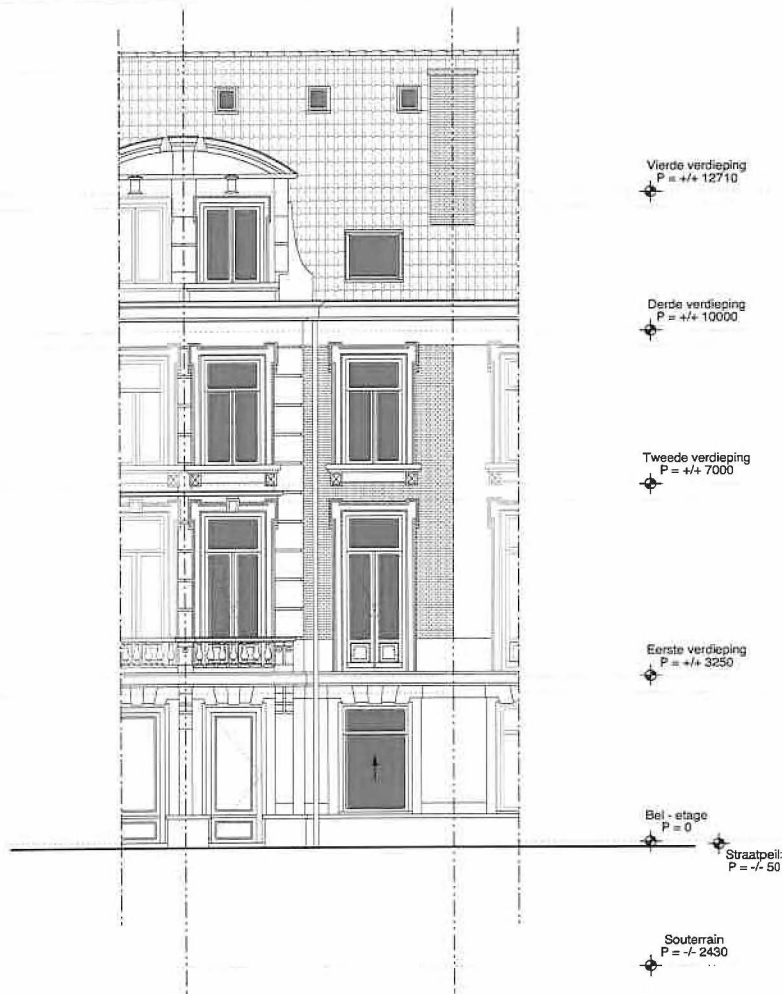 Vierde verdieping
P = +/+ 12710
Derde verdieping
P = +/+ 10000
Tweede verdieping
P = +/+ 7000
Eerste verdieping
P = +/+ 3250
Bel - etage
P = 0
Straatpeil:
P = -/- 50
Souterrain
P = -/- 2430